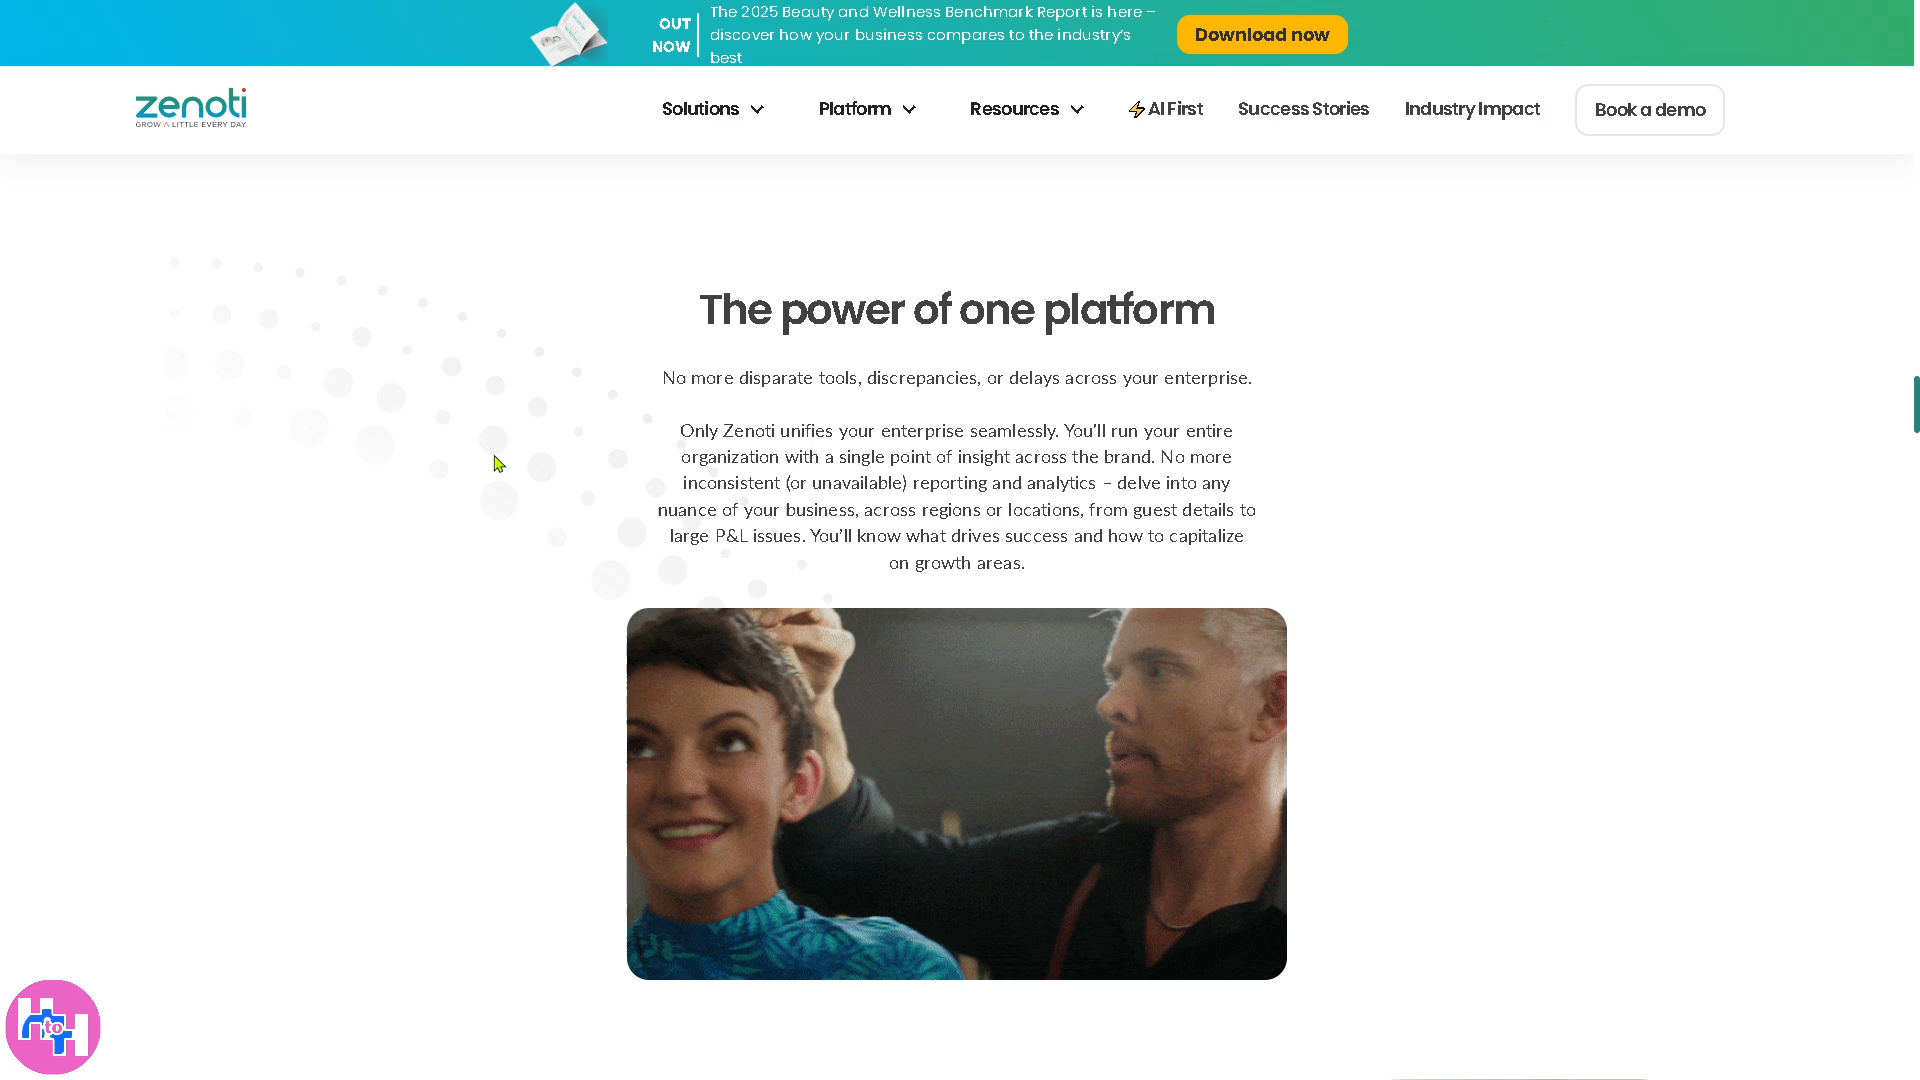 OUT
NOW
The 2025 Beauty and Wellness Benchmark Report is here –
discover how your business compares to the industry's
best
Download now
zenoti
GROW A LITTLE EVERY DAY
Solutions
Platform
Resources
AI First
Success Stories
Industry Impact
Book a demo
The power of one platform
No more disparate tools, discrepancies, or delays across your enterprise.
Only Zenoti unifies your enterprise seamlessly. You'll run your entire
organization with a single point of insight across the brand. No more
inconsistent (or unavailable) reporting and analytics – delve into any
nuance of your business, across regions or locations, from guest details to
large P&L issues. You'll know what drives success and how to capitalize
on growth areas.
H to H